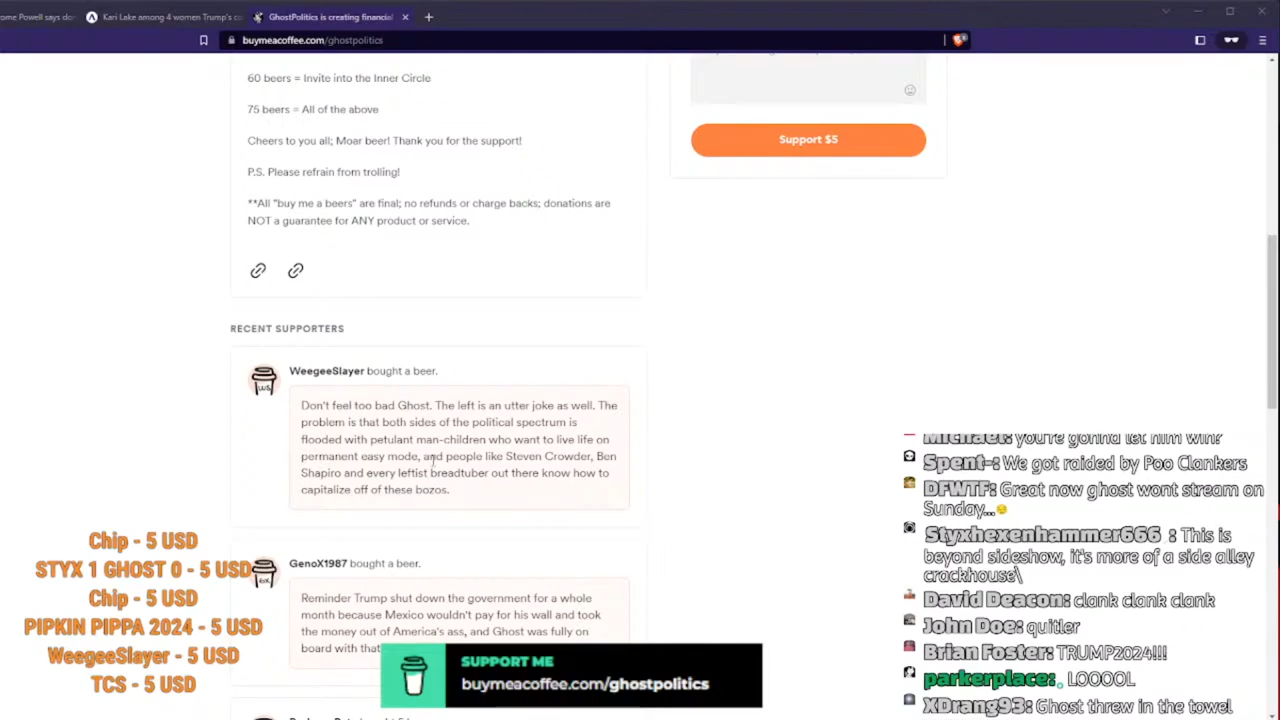 ome Powell says do
Kari Lake among 4 women Trump's c
GhostPolitics is creating financial
buymeacoffee.com/ghostpolitics
60 beers = Invite into the Inner Circle
75 beers = All of the above
Cheers to you all; Moar beer! Thank you for the support!
P.S. Please refrain from trolling!
**All "buy me a beers" are final; no refunds or charge backs; donations are
NOT a guarantee for ANY product or service.
Support $5
RECENT SUPPORTERS
WeegeeSlayer bought a beer.
WS
Don't feel too bad Ghost. The left is an utter joke as well. The
problem is that both sides of the political spectrum is
flooded with petulant man-children who want to live life on
permanent easy mode, and people like Steven Crowder, Ben
Shapiro and every leftist breadtuber out there know how to
capitalize off of these bozos.
GenoX1987 bought a beer.
Reminder Trump shut down the government for a whole
month because Mexico wouldn't pay for his wall and took
the money out of America's ass, and Ghost was fully on
board with that
Chip - 5 USD
STYX 1 GHOST 0 - 5 USD
Chip - 5 USD
PIPKIN PIPPA 2024 - 5 USD
WeegeeSlayer - 5 USD
TCS - 5 USD
SUPPORT ME
buymeacoffee.com/ghostpolitics
Michael: you're gonna let him win?
Spent-: We got raided by Poo Clankers
DFWTF: Great now ghost wont stream on
Sunday...
Styxhexenhammer666 : This is
beyond sideshow, it's more of a side alley
crackhouse\
David Deacon: clank clank clank
John Doe: quitler
Brian Foster: TRUMP2024!!!
parkerplace: LOOOOL
XDrang93: Ghost threw in the towel